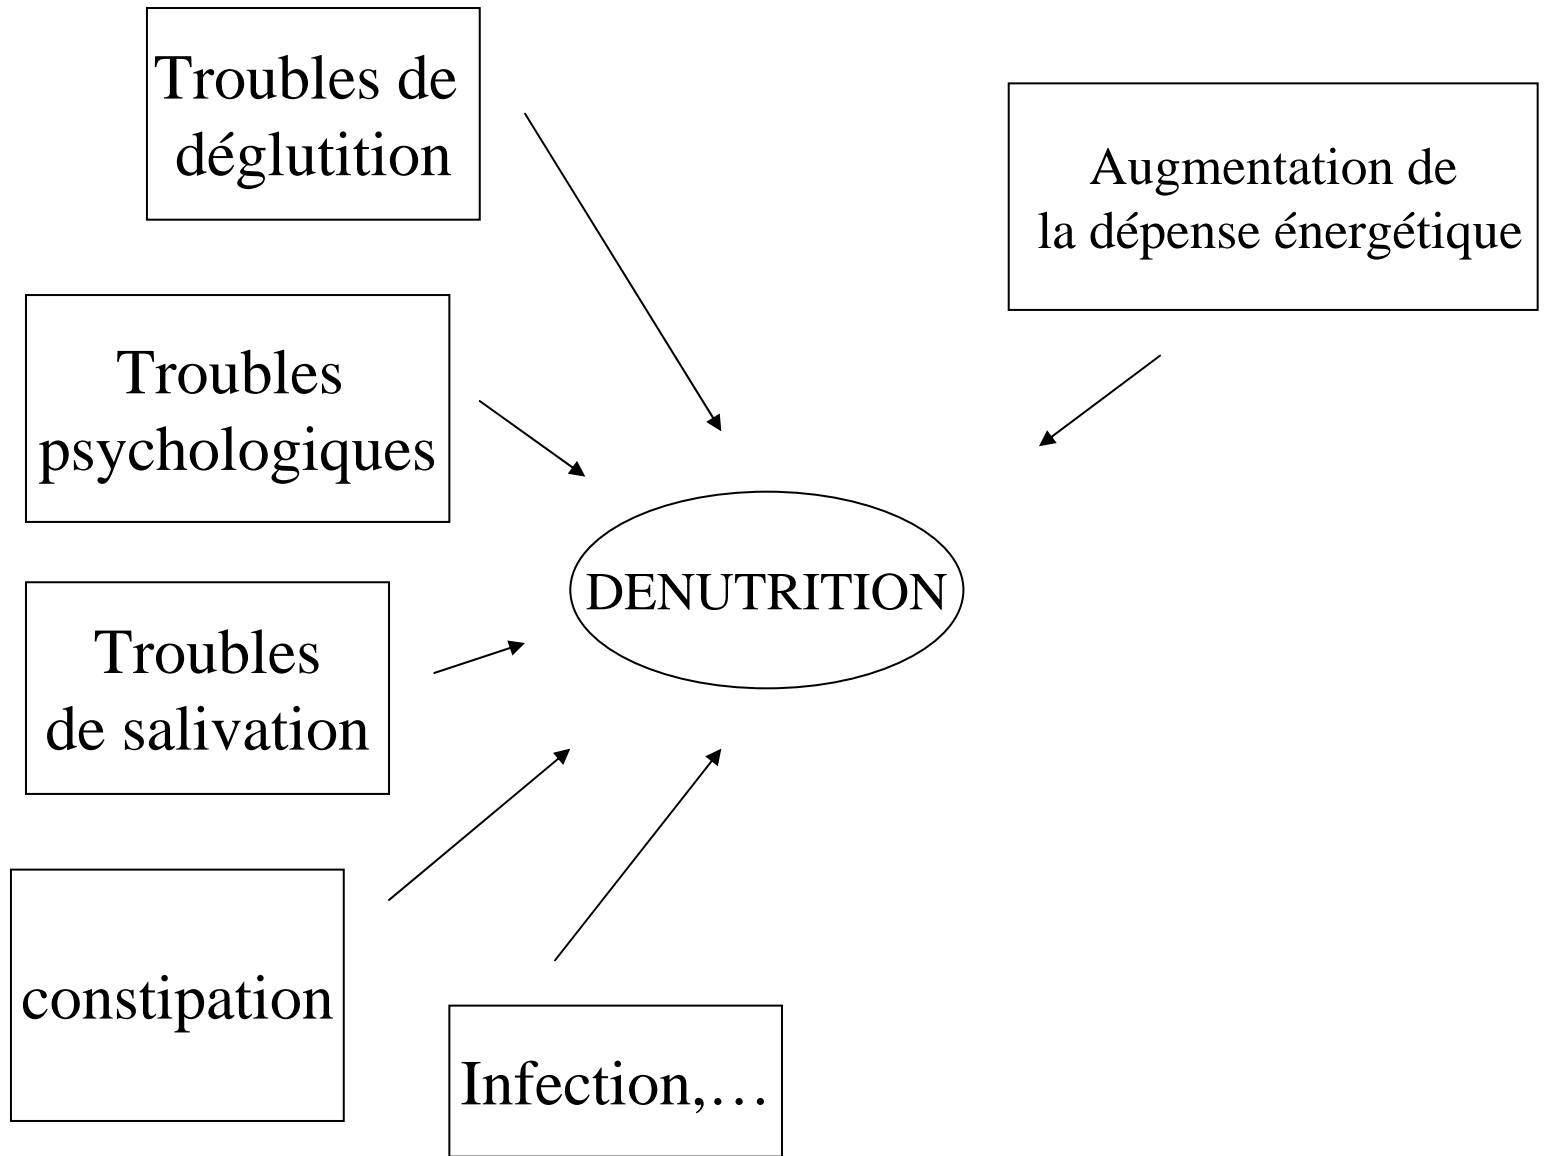 Troubles de
déglutition
Augmentation de
la dépense énergétique
Troubles
psychologiques
DENUTRITION
Troubles
de salivation
constipation
Infection,…